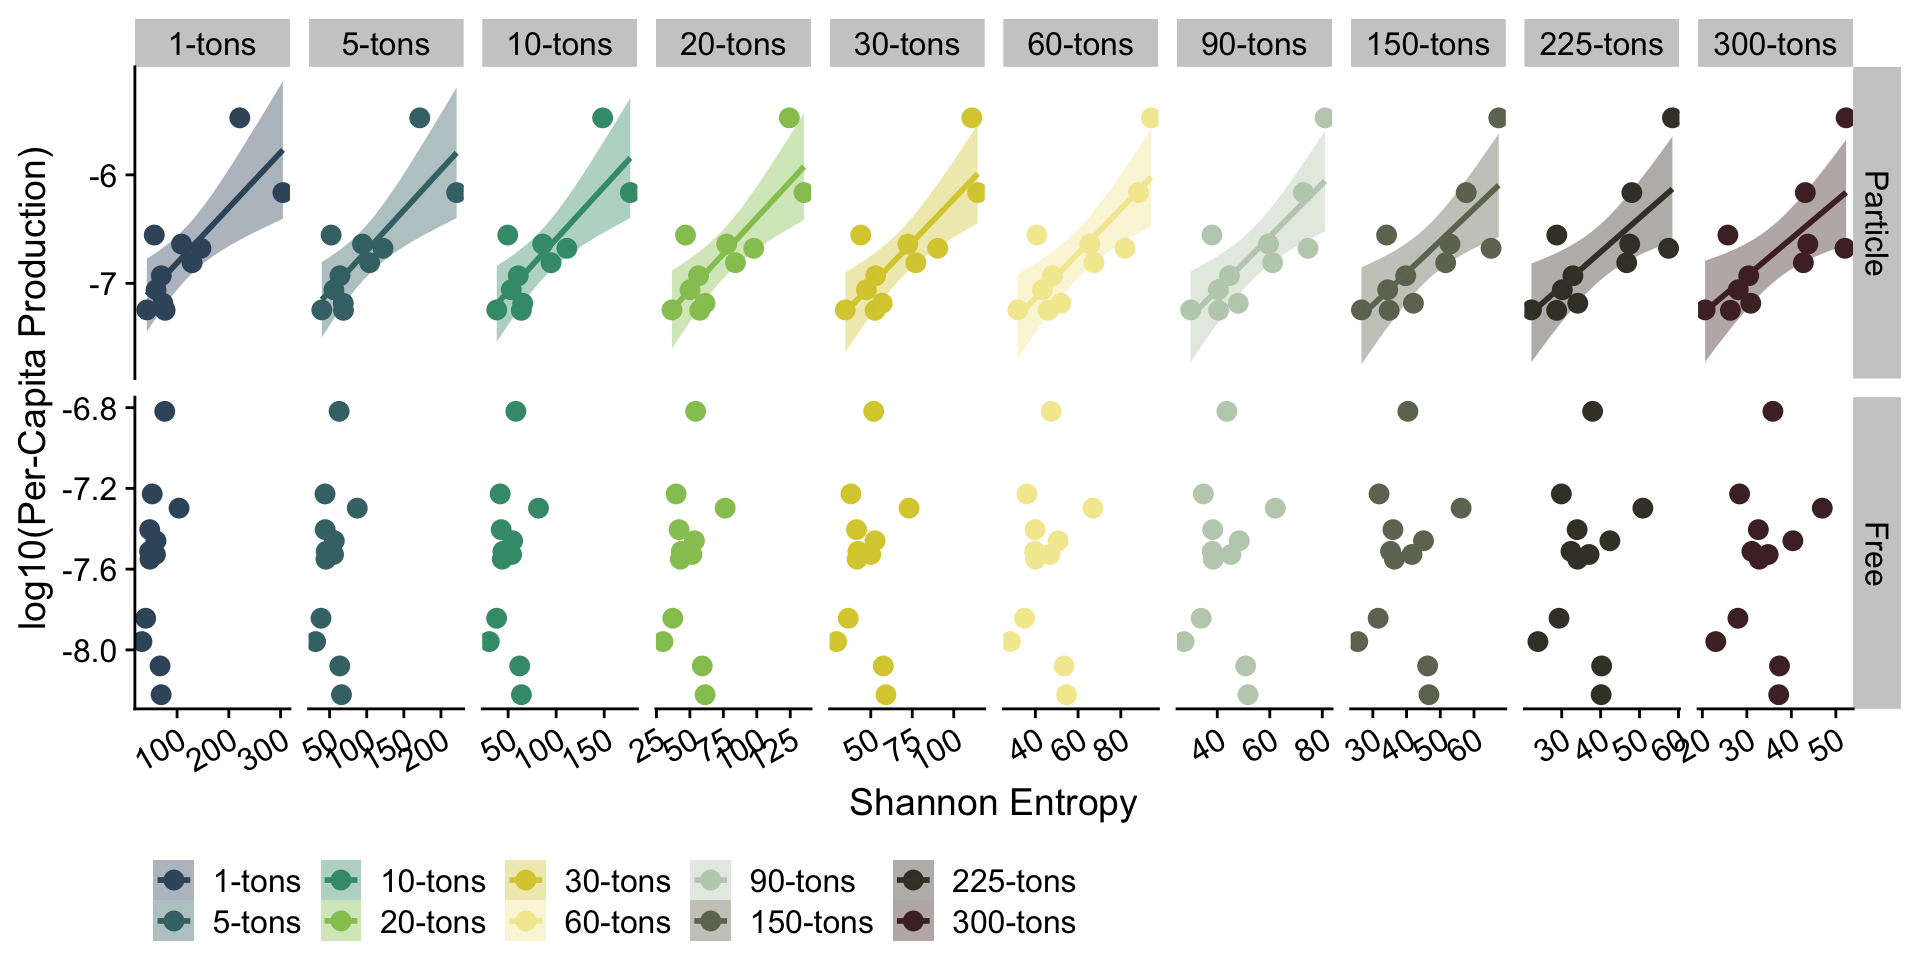 1-tons 5-tons 10-tons 20-tons 30-tons 60-tons 90-tons 150-tons 225-tons 300-tons
log10(Per-Capita Production)
-6
-7
Particle
-6.8
-7.2
-7.6
-8.0
Free
100 200 300 50 100 150 200 50 100 150 25 50 75 100 125 50 75 100 40 60 80 40 60 80 30 40 50 60 30 40 50 60 20 30 40 50
Shannon Entropy
1-tons 10-tons 30-tons 90-tons 225-tons
5-tons 20-tons 60-tons 150-tons 300-tons